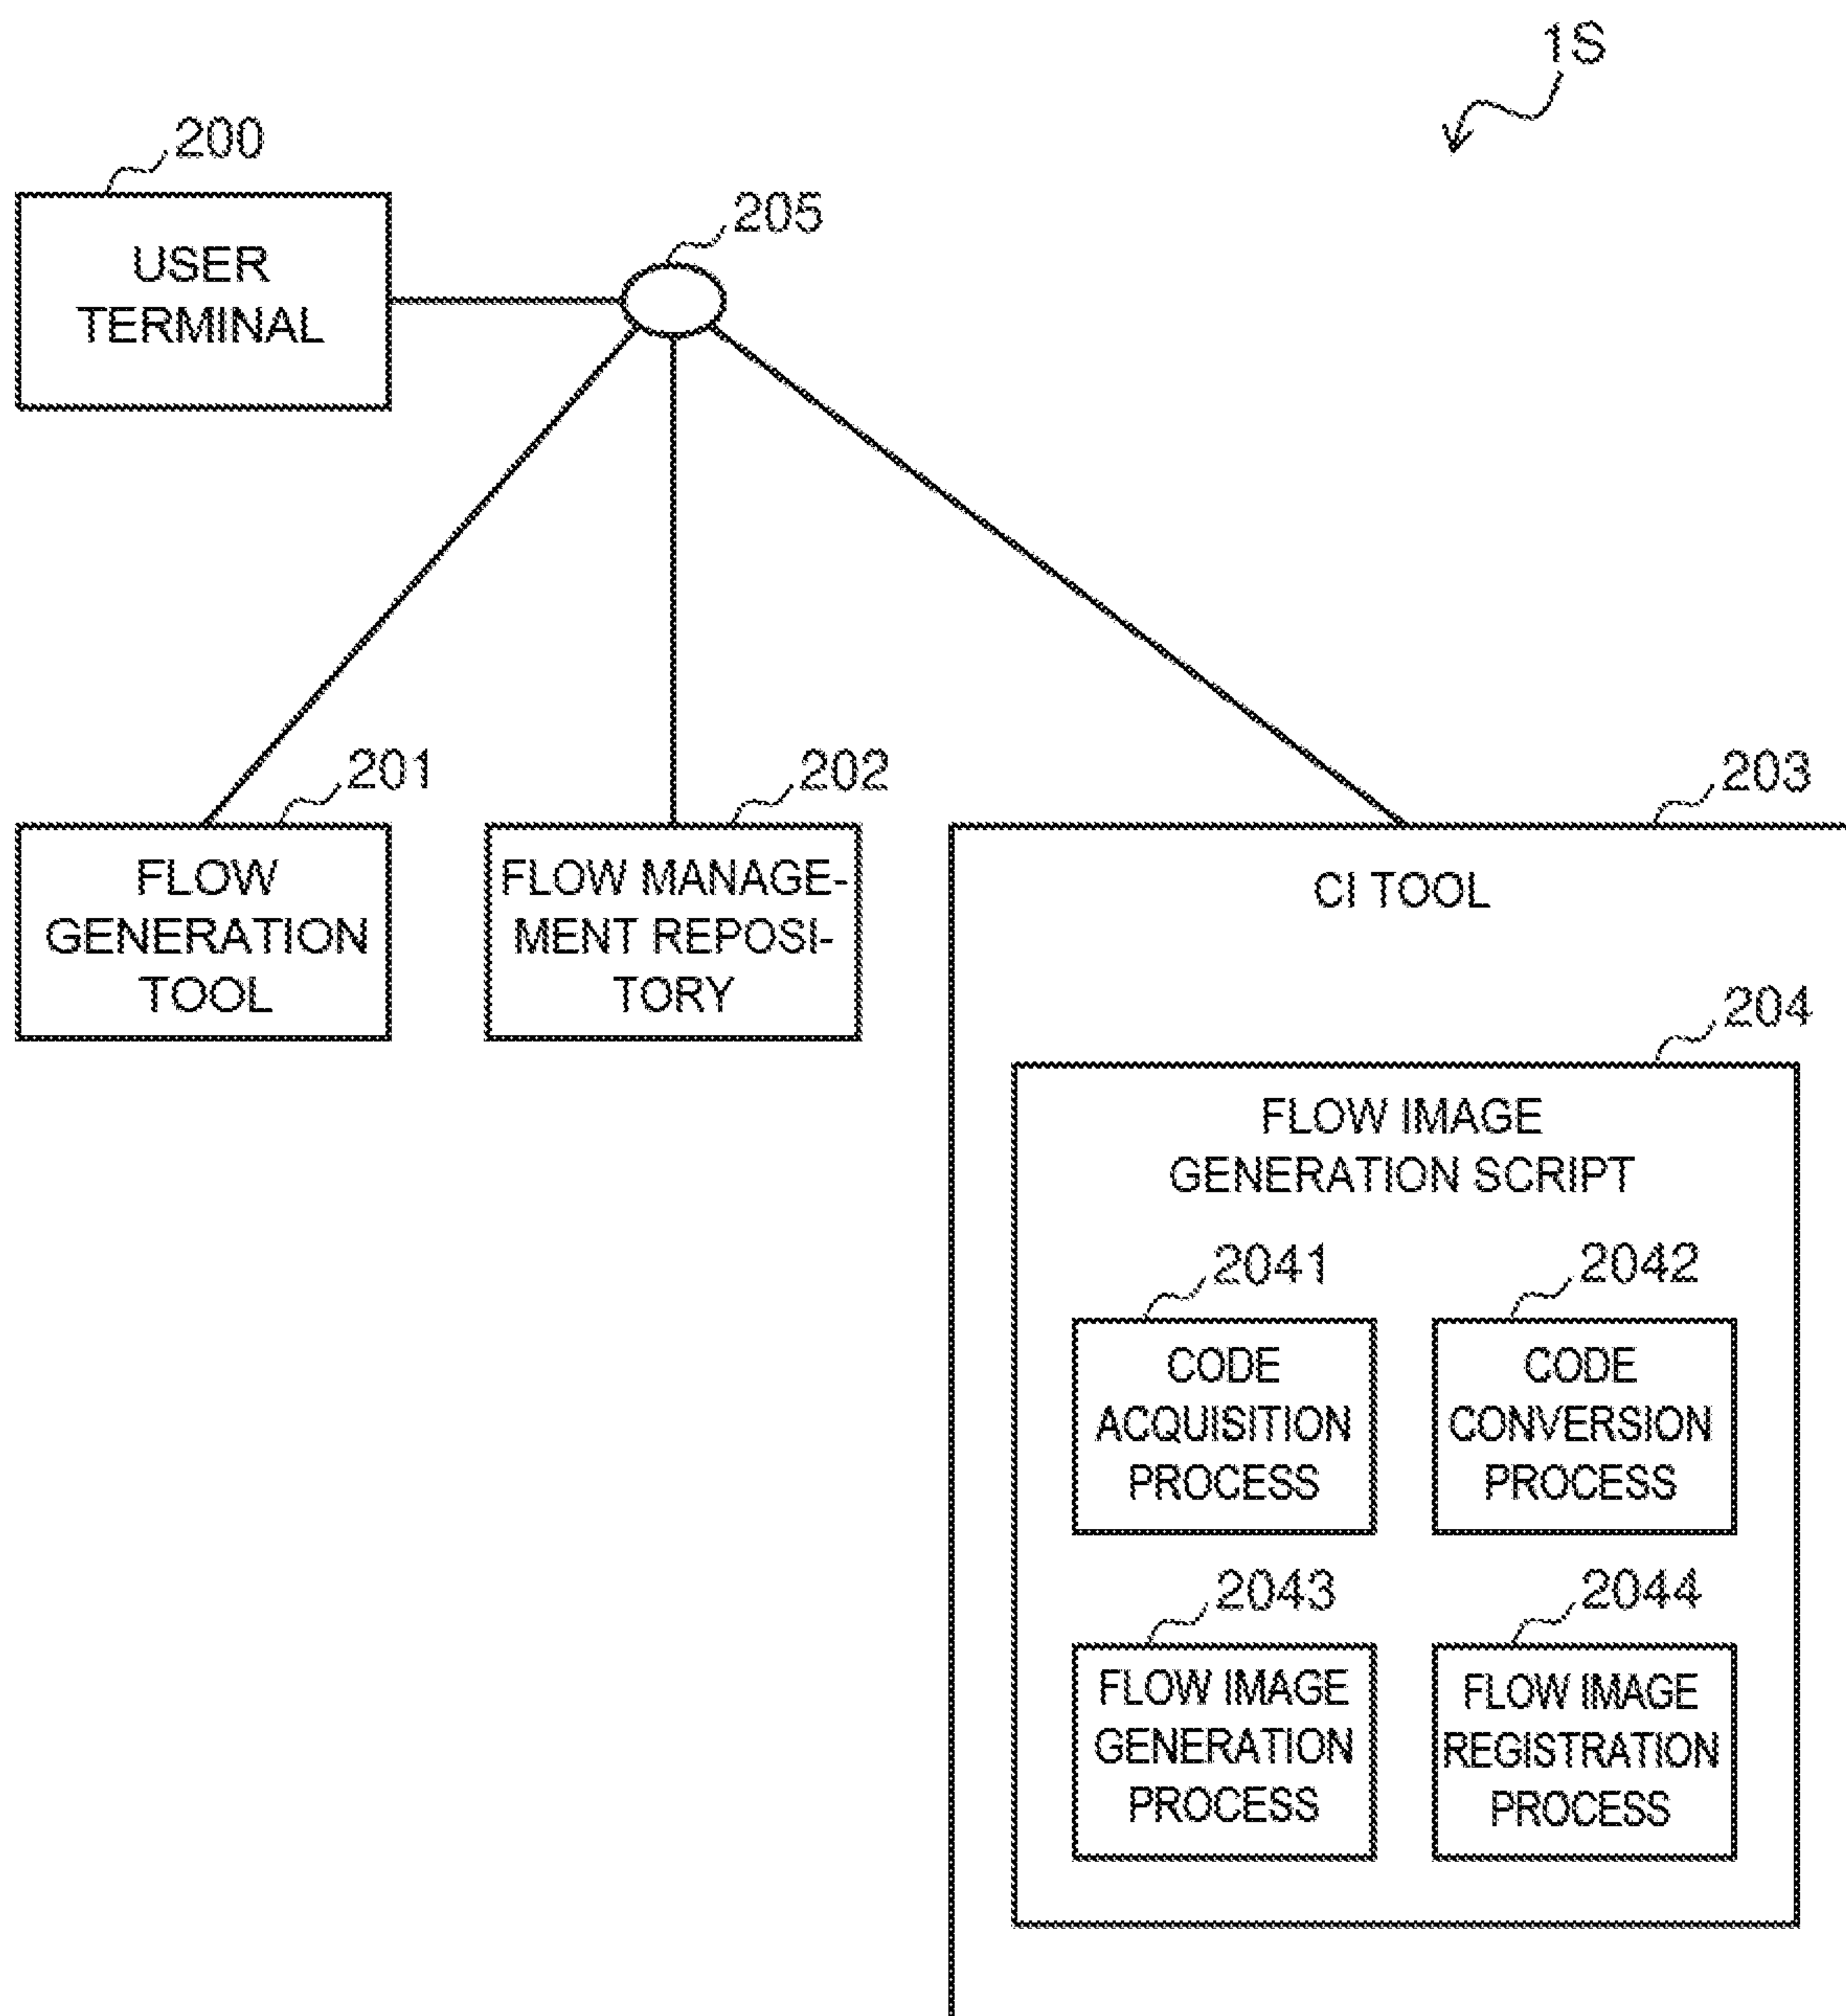 1S
200
USER
TERMINAL
205
201
FLOW
GENERATION
TOOL
202
FLOW MANAGE-
MENT REPOSI-
TORY
203
CI TOOL
204
FLOW IMAGE
GENERATION SCRIPT
2041
CODE
ACQUISITION
PROCESS
2042
CODE
CONVERSION
PROCESS
2043
FLOW IMAGE
GENERATION
PROCESS
2044
FLOW IMAGE
REGISTRATION
PROCESS